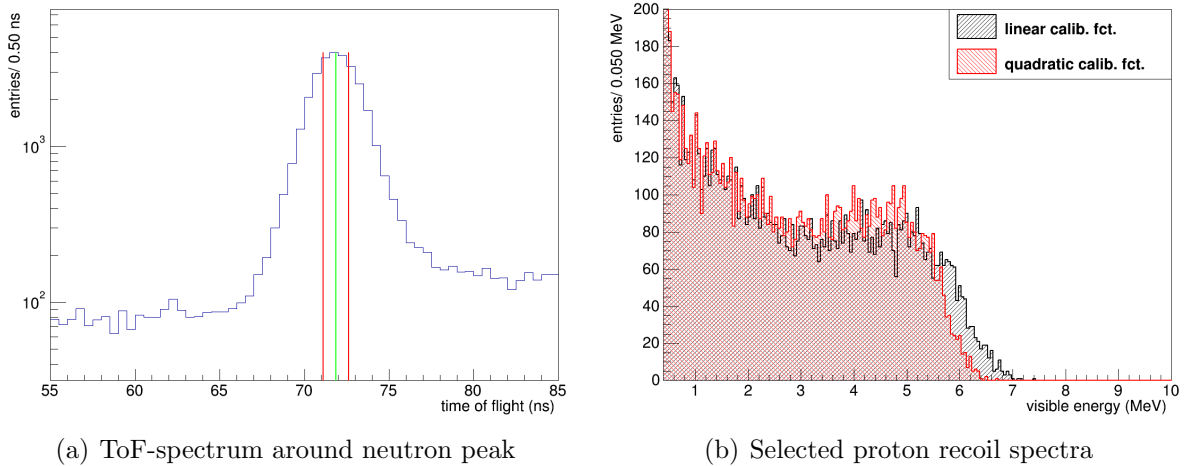 entries/ 0.50 ns
10³
10²
55 60 65 70 75 80 85
time of flight (ns)
(a) ToF-spectrum around neutron peak
entries/ 0.050 MeV
200
180
160
140
120
100
80
60
40
20
0
linear calib. fct.
quadratic calib. fct.
1 2 3 4 5 6 7 8 9 10
visible energy (MeV)
(b) Selected proton recoil spectra